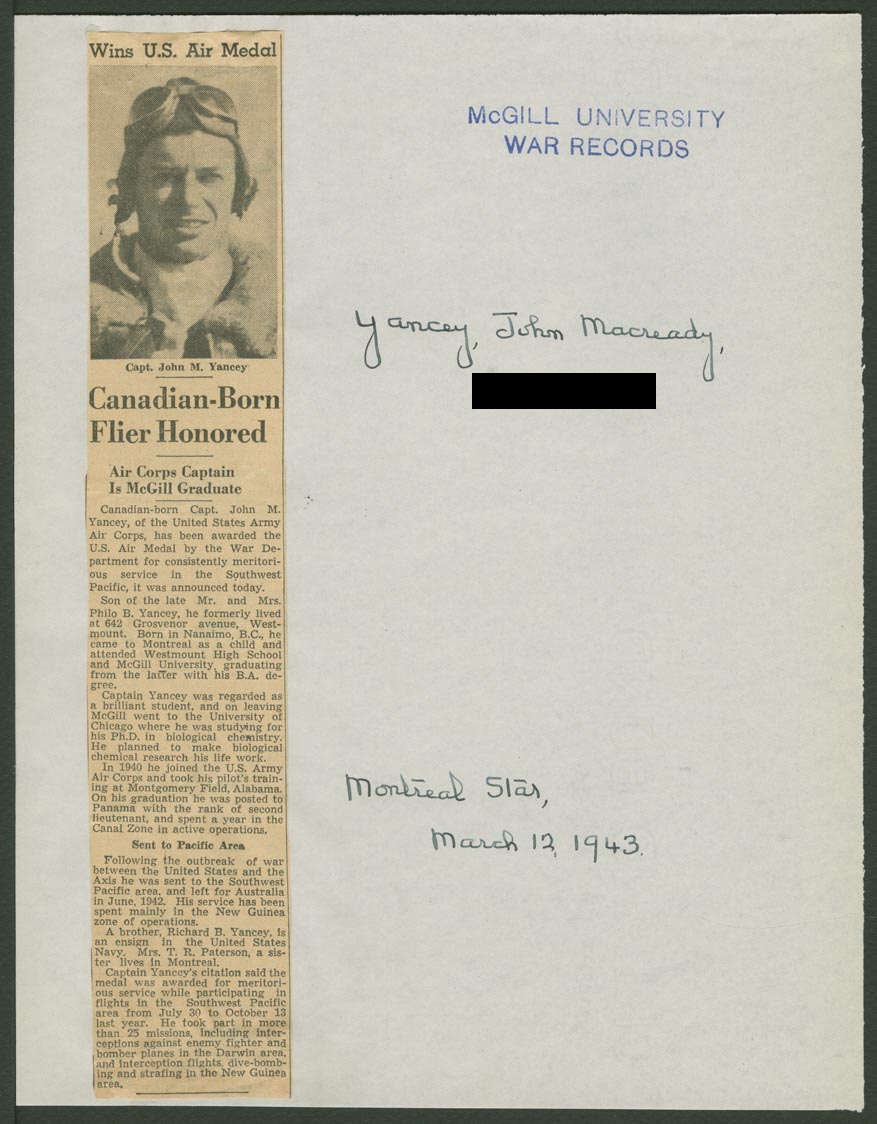 Wins U.S. Air Medal
Capt. John M. Yancey
Canadian-Born
Flier Honored
Air Corps Captain
Is McGill Graduate
Canadian-born Capt. John M.
Yancey, of the United States Army
Air Corps, has been awarded the
U.S. Air Medal by the War De-
partment for consistently meritori-
ous service in the Southwest
Pacific, it was announced today.
Son of the late Mr. and Mrs.
Philo B. Yancey, he formerly lived
at 642 Grosvenor avenue, West-
mount. Born in Nanaimo, B.C., he
came to Montreal as a child and
attended Westmount High School
and McGill University, graduating
from the latter with his B.A. de-
gree.
Captain Yancey was regarded as
a brilliant student, and on leaving
McGill went to the University of
Chicago where he was studying for
his Ph.D. in biological chemistry.
He planned to make biological
chemical research his life work.
In 1940 he joined the U.S. Army
Air Corps and took his pilot's train-
ing at Montgomery Field, Alabama.
On his graduation he was posted to
Panama with the rank of second
lieutenant, and spent a year in the
Canal Zone in active operations.
Sent to Pacific Area
Following the outbreak of war
between the United States and the
Axis he was sent to the Southwest
Pacific area, and left for Australia
in June, 1942. His service has been
spent mainly in the New Guinea
zone of operations.
A brother, Richard B. Yancey, is
an ensign in the United States
Navy. Mrs. T. R. Paterson, a sis-
ter lives in Montreal.
Captain Yancey's citation said the
medal was awarded for meritori-
ous service while participating in
flights in the Southwest Pacific
area from July 30 to October 13
last year. He took part in more
than 25 missions, including inter-
ceptions against enemy fighter and
bomber planes in the Darwin area,
and interception flights, dive-bomb-
ing and strafing in the New Guinea
area.
McGILL UNIVERSITY
WAR RECORDS
Yancey, John Macready,
Montreal Star,
March 12, 1943.